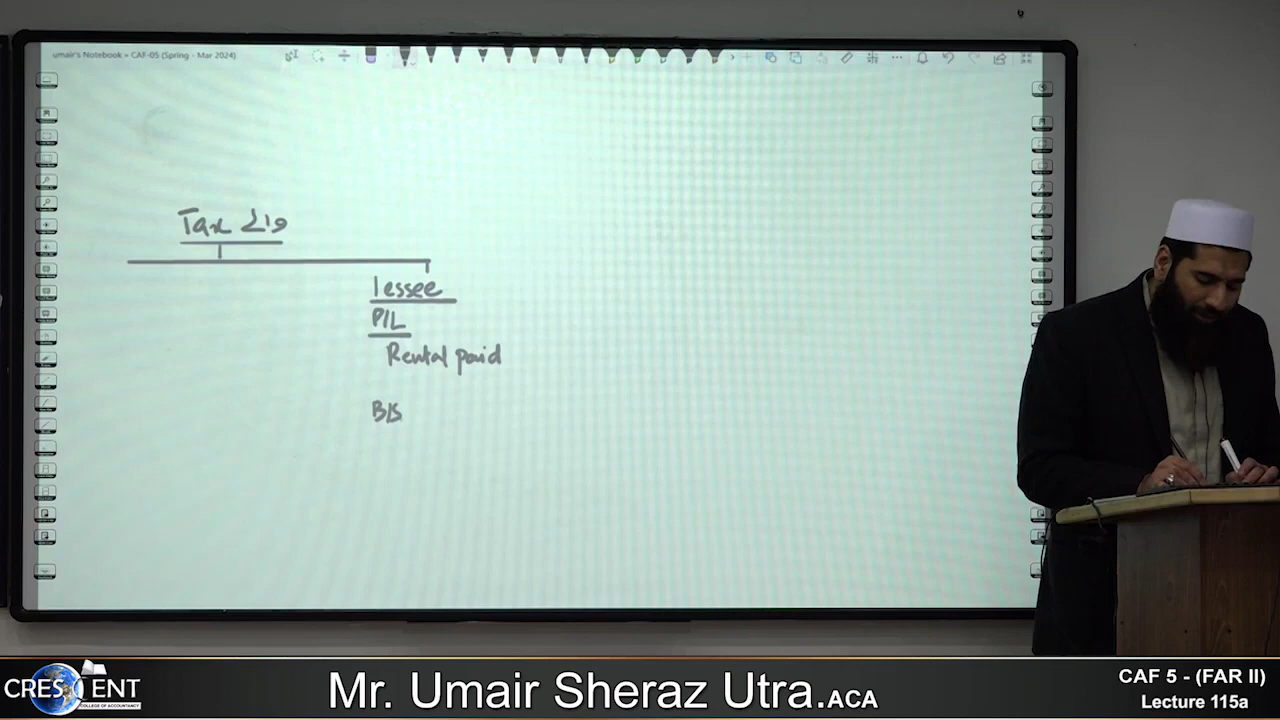 umair's Notebook » CAF-05 (Spring - Mar 2024)
Tax
lessee
P/L
Rental paid
B/S
CRESCENT
COLLEGE OF ACCOUNTANCY
Mr. Umair Sheraz Utra.ACA
CAF 5 - (FAR II)
Lecture 115a